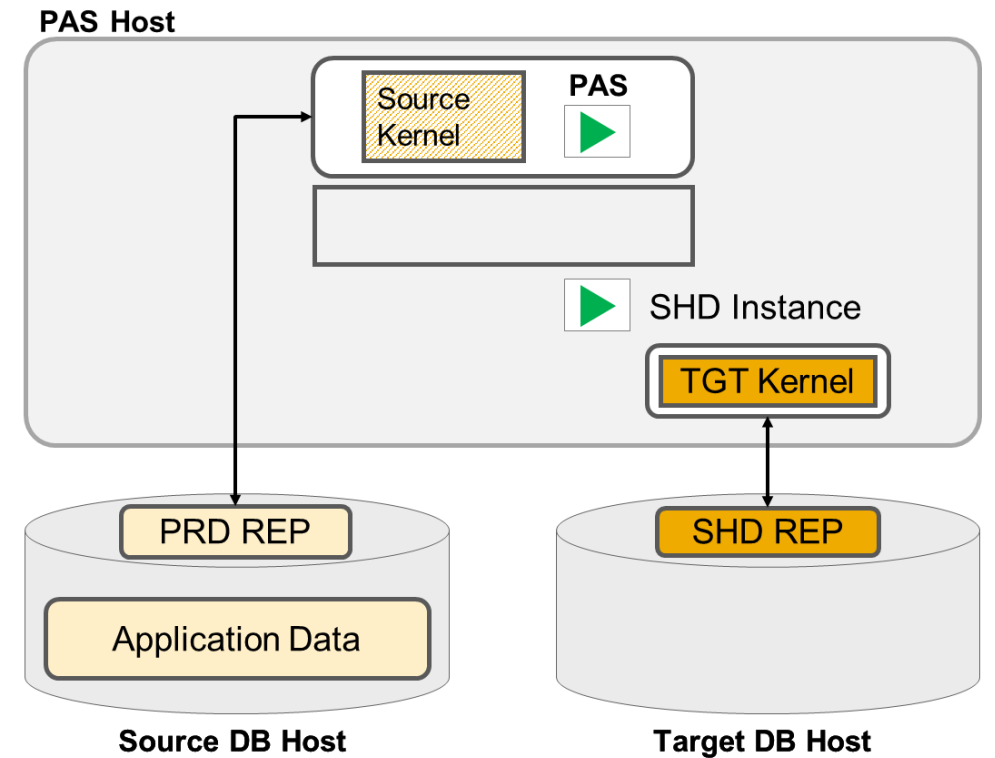 PAS Host
Source
Kernel
PAS
SHD Instance
TGT Kernel
PRD REP
SHD REP
Application Data
Source DB Host
Target DB Host